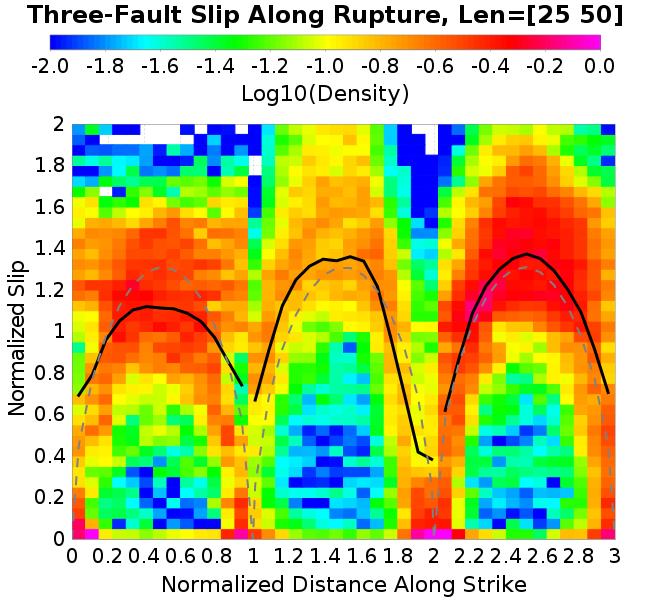 Three-Fault Slip Along Rupture, Len=[25 50]
-2.0 -1.8 -1.6 -1.4 -1.2 -1.0 -0.8 -0.6 -0.4 -0.2 0.0
Log10(Density)
Normalized Slip
2
1.8
1.6
1.4
1.2
1
0.8
0.6
0.4
0.2
0
0 0.2 0.4 0.6 0.8 1 1.2 1.4 1.6 1.8 2 2.2 2.4 2.6 2.8 3
Normalized Distance Along Strike